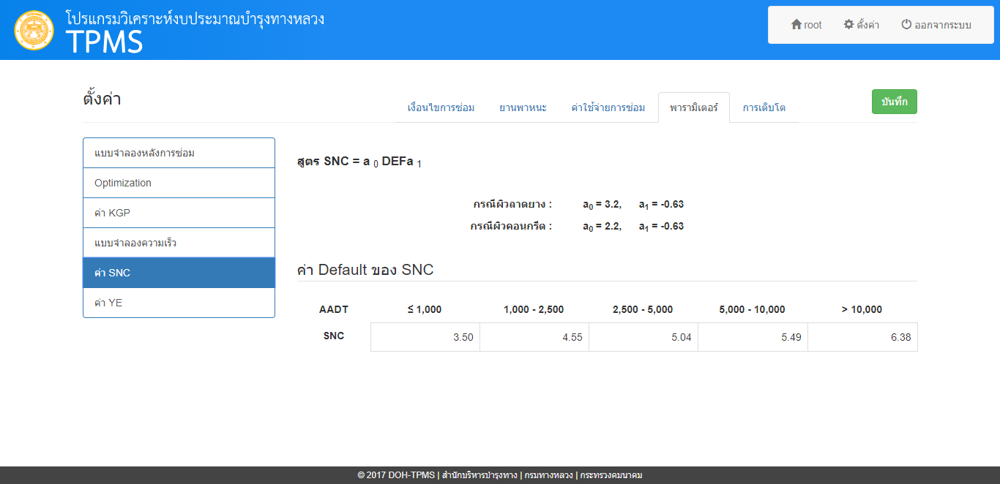 โปรแกรมวิเคราะห์งบประมาณบำรุงทางหลวง
TPMS
root ตั้งค่า ออกจากระบบ
ตั้งค่า
เงื่อนไขการซ่อม ยานพาหนะ ค่าใช้จ่ายการซ่อม พารามิเตอร์ การเติบโต
บันทึก
แบบจำลองหลังการซ่อม
Optimization
ค่า KGP
แบบจำลองความเร็ว
ค่า SNC
ค่า YE
สูตร SNC = a 0 DEFa 1
กรณีผิวลาดยาง : a0 = 3.2, a1 = -0.63
กรณีผิวคอนกรีต : a0 = 2.2, a1 = -0.63
ค่า Default ของ SNC
AADT ≤ 1,000 1,000 - 2,500 2,500 - 5,000 5,000 - 10,000 > 10,000
SNC 3.50 4.55 5.04 5.49 6.38
© 2017 DOH-TPMS | สำนักบริหารบำรุงทาง | กรมทางหลวง | กระทรวงคมนาคม